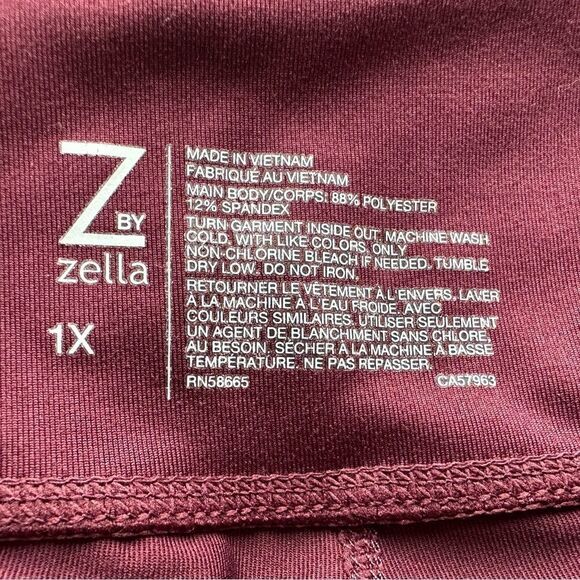 Z BY
zella
1X
MADE IN VIETNAM
FABRIQUÉ AU VIETNAM
MAIN BODY/CORPS: 88% POLYESTER
12% SPANDEX
TURN GARMENT INSIDE OUT. MACHINE WASH
COLD. WITH LIKE COLORS. ONLY
NON-CHLORINE BLEACH IF NEEDED. TUMBLE
DRY LOW. DO NOT IRON.
RETOURNER LE VÊTEMENT À L'ENVERS. LAVER
À LA MACHINE À L'EAU FROIDE. AVEC
COULEURS SIMILAIRES. UTILISER SEULEMENT
UN AGENT DE BLANCHIMENT SANS CHLORE,
AU BESOIN. SÉCHER À LA MACHINE À BASSE
TEMPÉRATURE. NE PAS REPASSER.
RN58665 CA57963